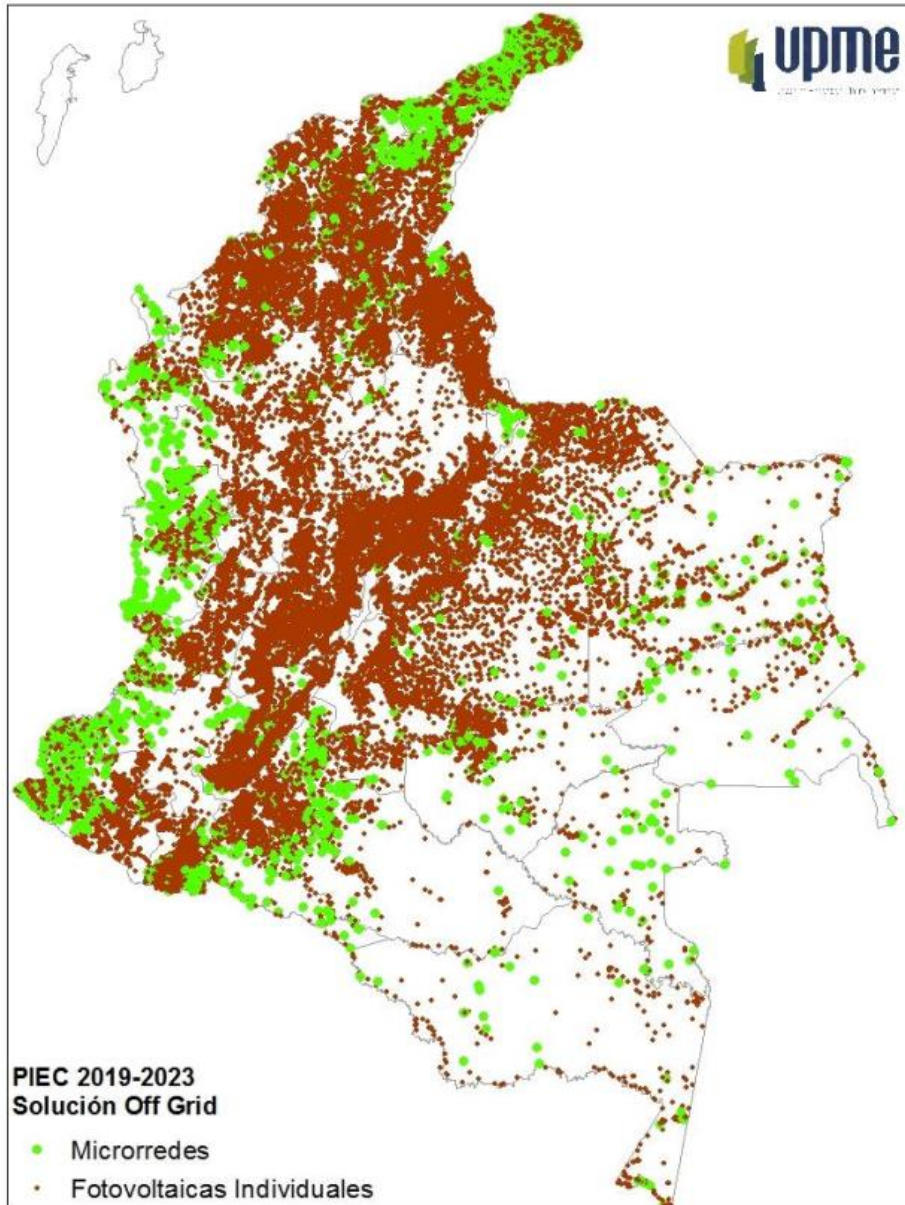 upme
PIEC 2019-2023
Solución Off Grid
Microrredes
Fotovoltaicas Individuales